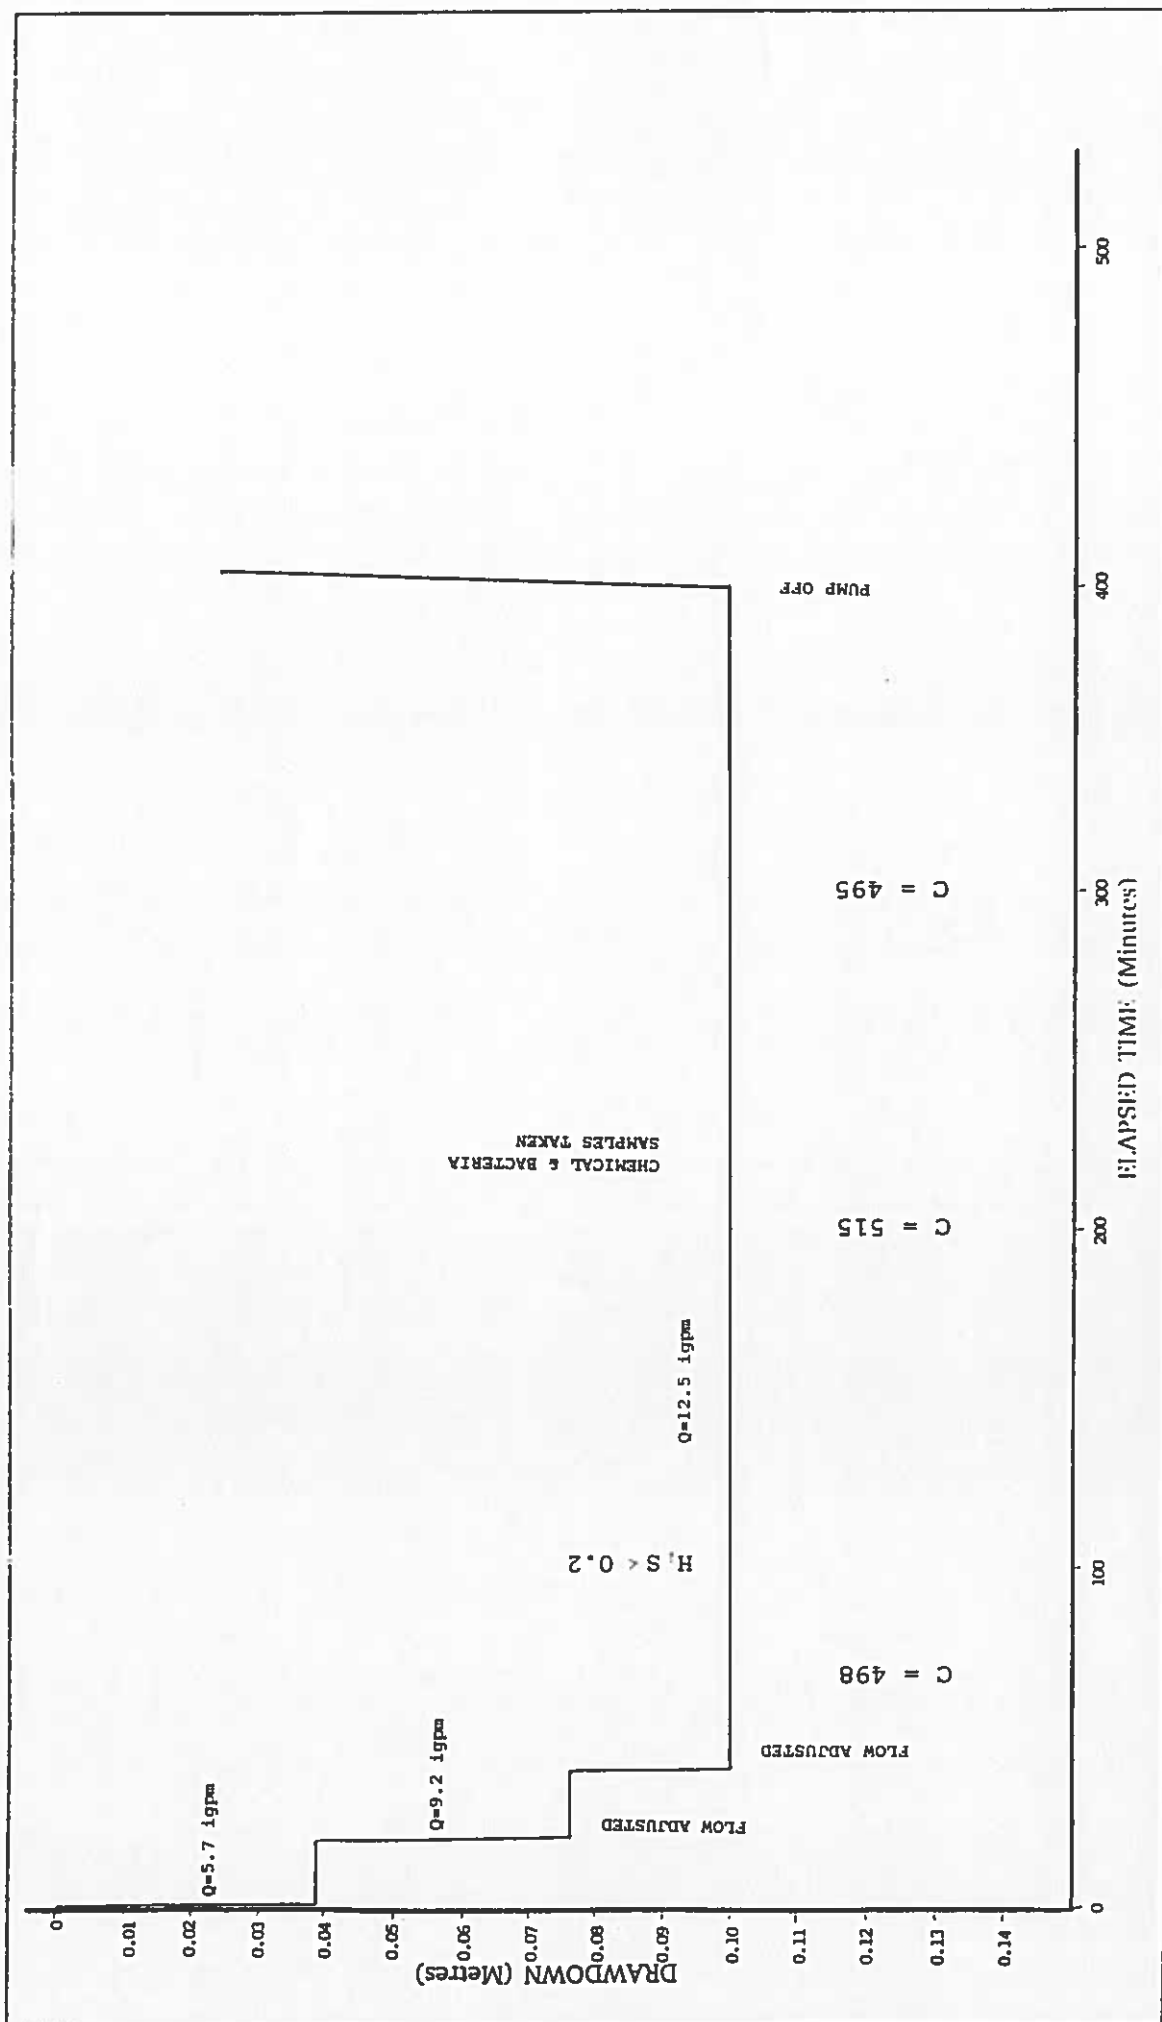 DRAWDOWN (Metres)
0
0.01
0.02
0.03
0.04
0.05
0.06
0.07
0.08
0.09
0.10
0.11
0.12
0.13
0.14
Q=5.7 igpm
Q=9.2 igpm
Q=12.5 igpm
FLOW ADJUSTED
FLOW ADJUSTED
H₂S < 0.2
CHEMICAL & BACTERIA
SAMPLES TAKEN
PUMP OFF
C = 498
C = 515
C = 495
0
100
200
300
400
500
ELAPSED TIME (Minutes)